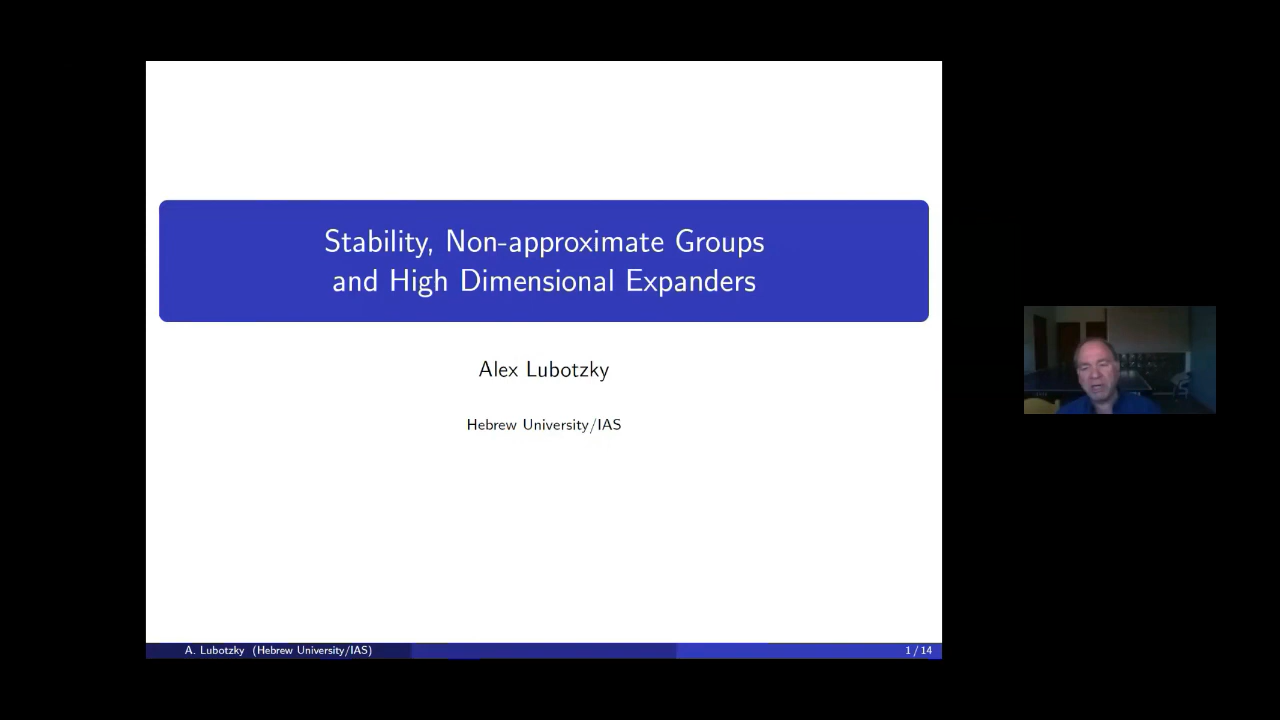 Stability, Non-approximate Groups
and High Dimensional Expanders
Alex Lubotzky
Hebrew University/IAS
A. Lubotzky (Hebrew University/IAS)
1 / 14